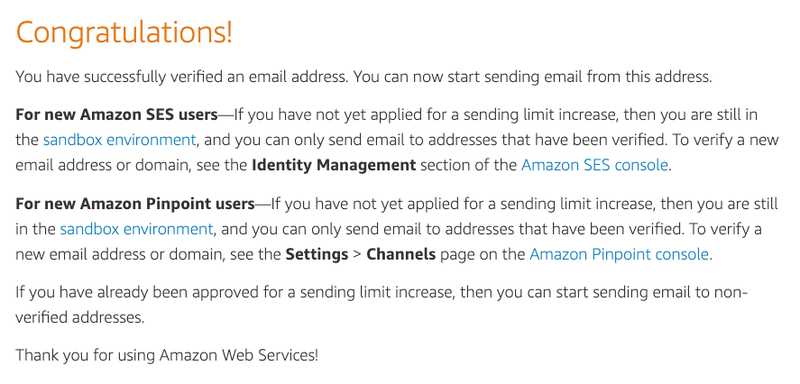 Congratulations!
You have successfully verified an email address. You can now start sending email from this address.
For new Amazon SES users—If you have not yet applied for a sending limit increase, then you are still in
the sandbox environment, and you can only send email to addresses that have been verified. To verify a new
email address or domain, see the Identity Management section of the Amazon SES console.
For new Amazon Pinpoint users—If you have not yet applied for a sending limit increase, then you are still
in the sandbox environment, and you can only send email to addresses that have been verified. To verify a
new email address or domain, see the Settings > Channels page on the Amazon Pinpoint console.
If you have already been approved for a sending limit increase, then you can start sending email to non-
verified addresses.
Thank you for using Amazon Web Services!